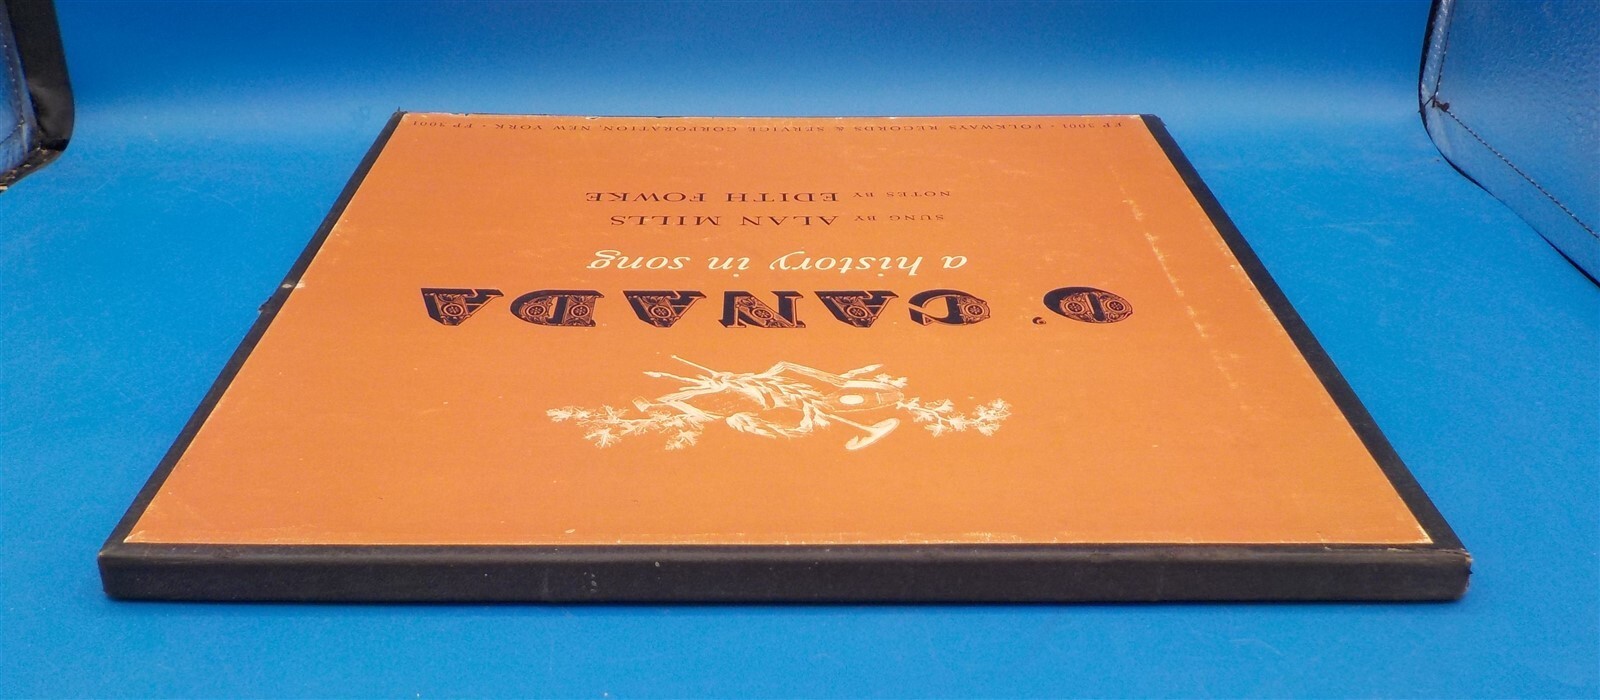 O' CANADA
a history in song
SUNG BY ALAN MILLS
NOTES BY EDITH FOWKE
FP 3001 · FOLKWAYS RECORDS & SERVICE CORPORATION, NEW YORK · FP 3001